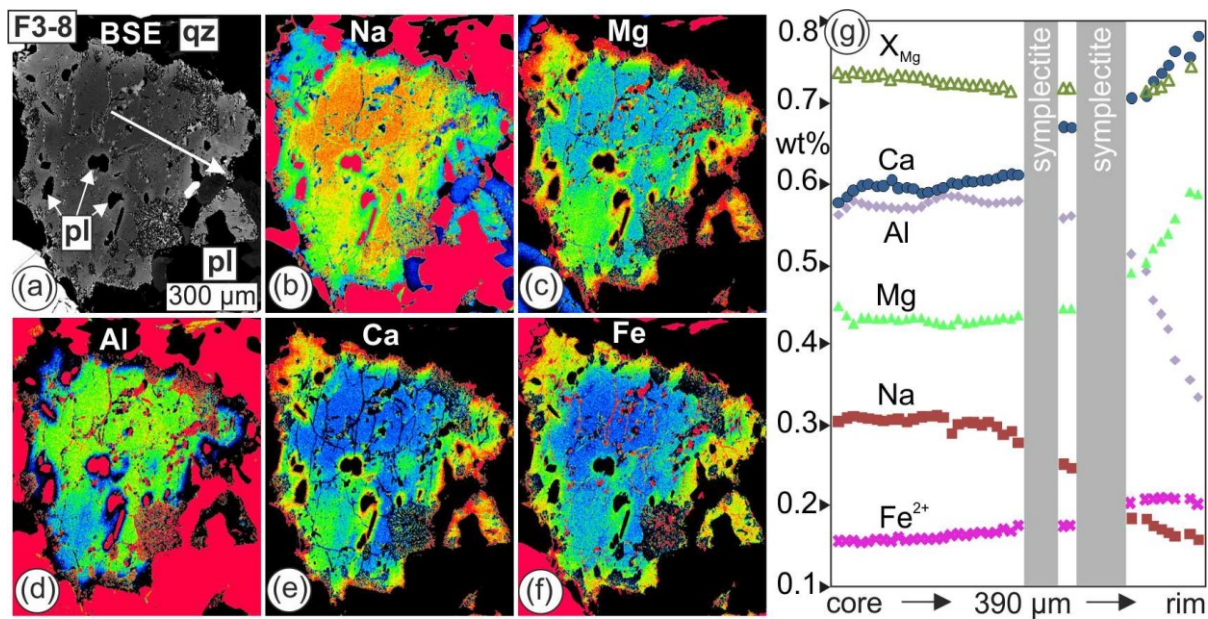 F3-8
BSE
qz
pl
pl
300 µm
(a)
Na
(b)
Mg
(c)
Al
(d)
Ca
(e)
Fe
(f)
(g)
0.8
0.7
wt%
0.6
0.5
0.4
0.3
0.2
0.1
XMg
Ca
Al
Mg
Na
Fe2+
symplectite
symplectite
core → 390 µm → rim